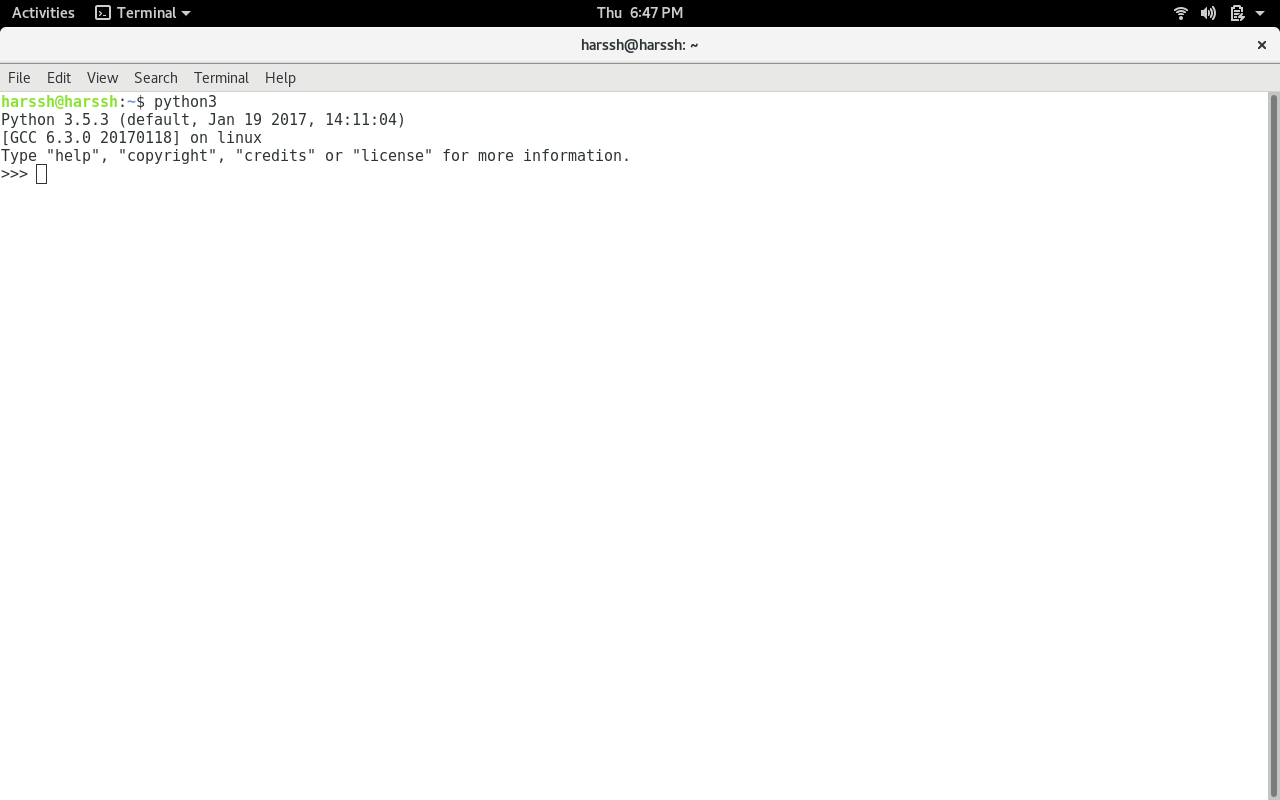 Activities Terminal Thu 6:47 PM
harssh@harssh: ~ ×
File Edit View Search Terminal Help
harssh@harssh:~$ python3
Python 3.5.3 (default, Jan 19 2017, 14:11:04)
[GCC 6.3.0 20170118] on linux
Type "help", "copyright", "credits" or "license" for more information.
>>>